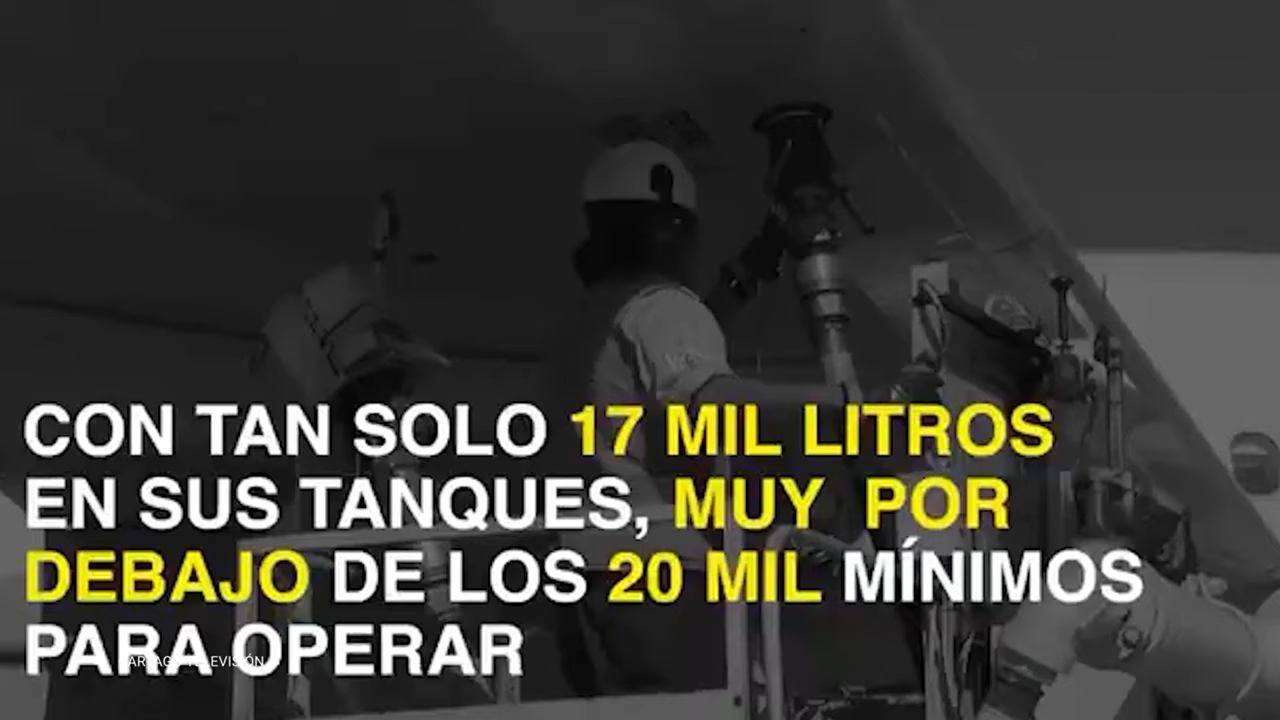 CON TAN SOLO 17 MIL LITROS
EN SUS TANQUES, MUY POR
DEBAJO DE LOS 20 MIL MÍNIMOS
PARA OPERAR